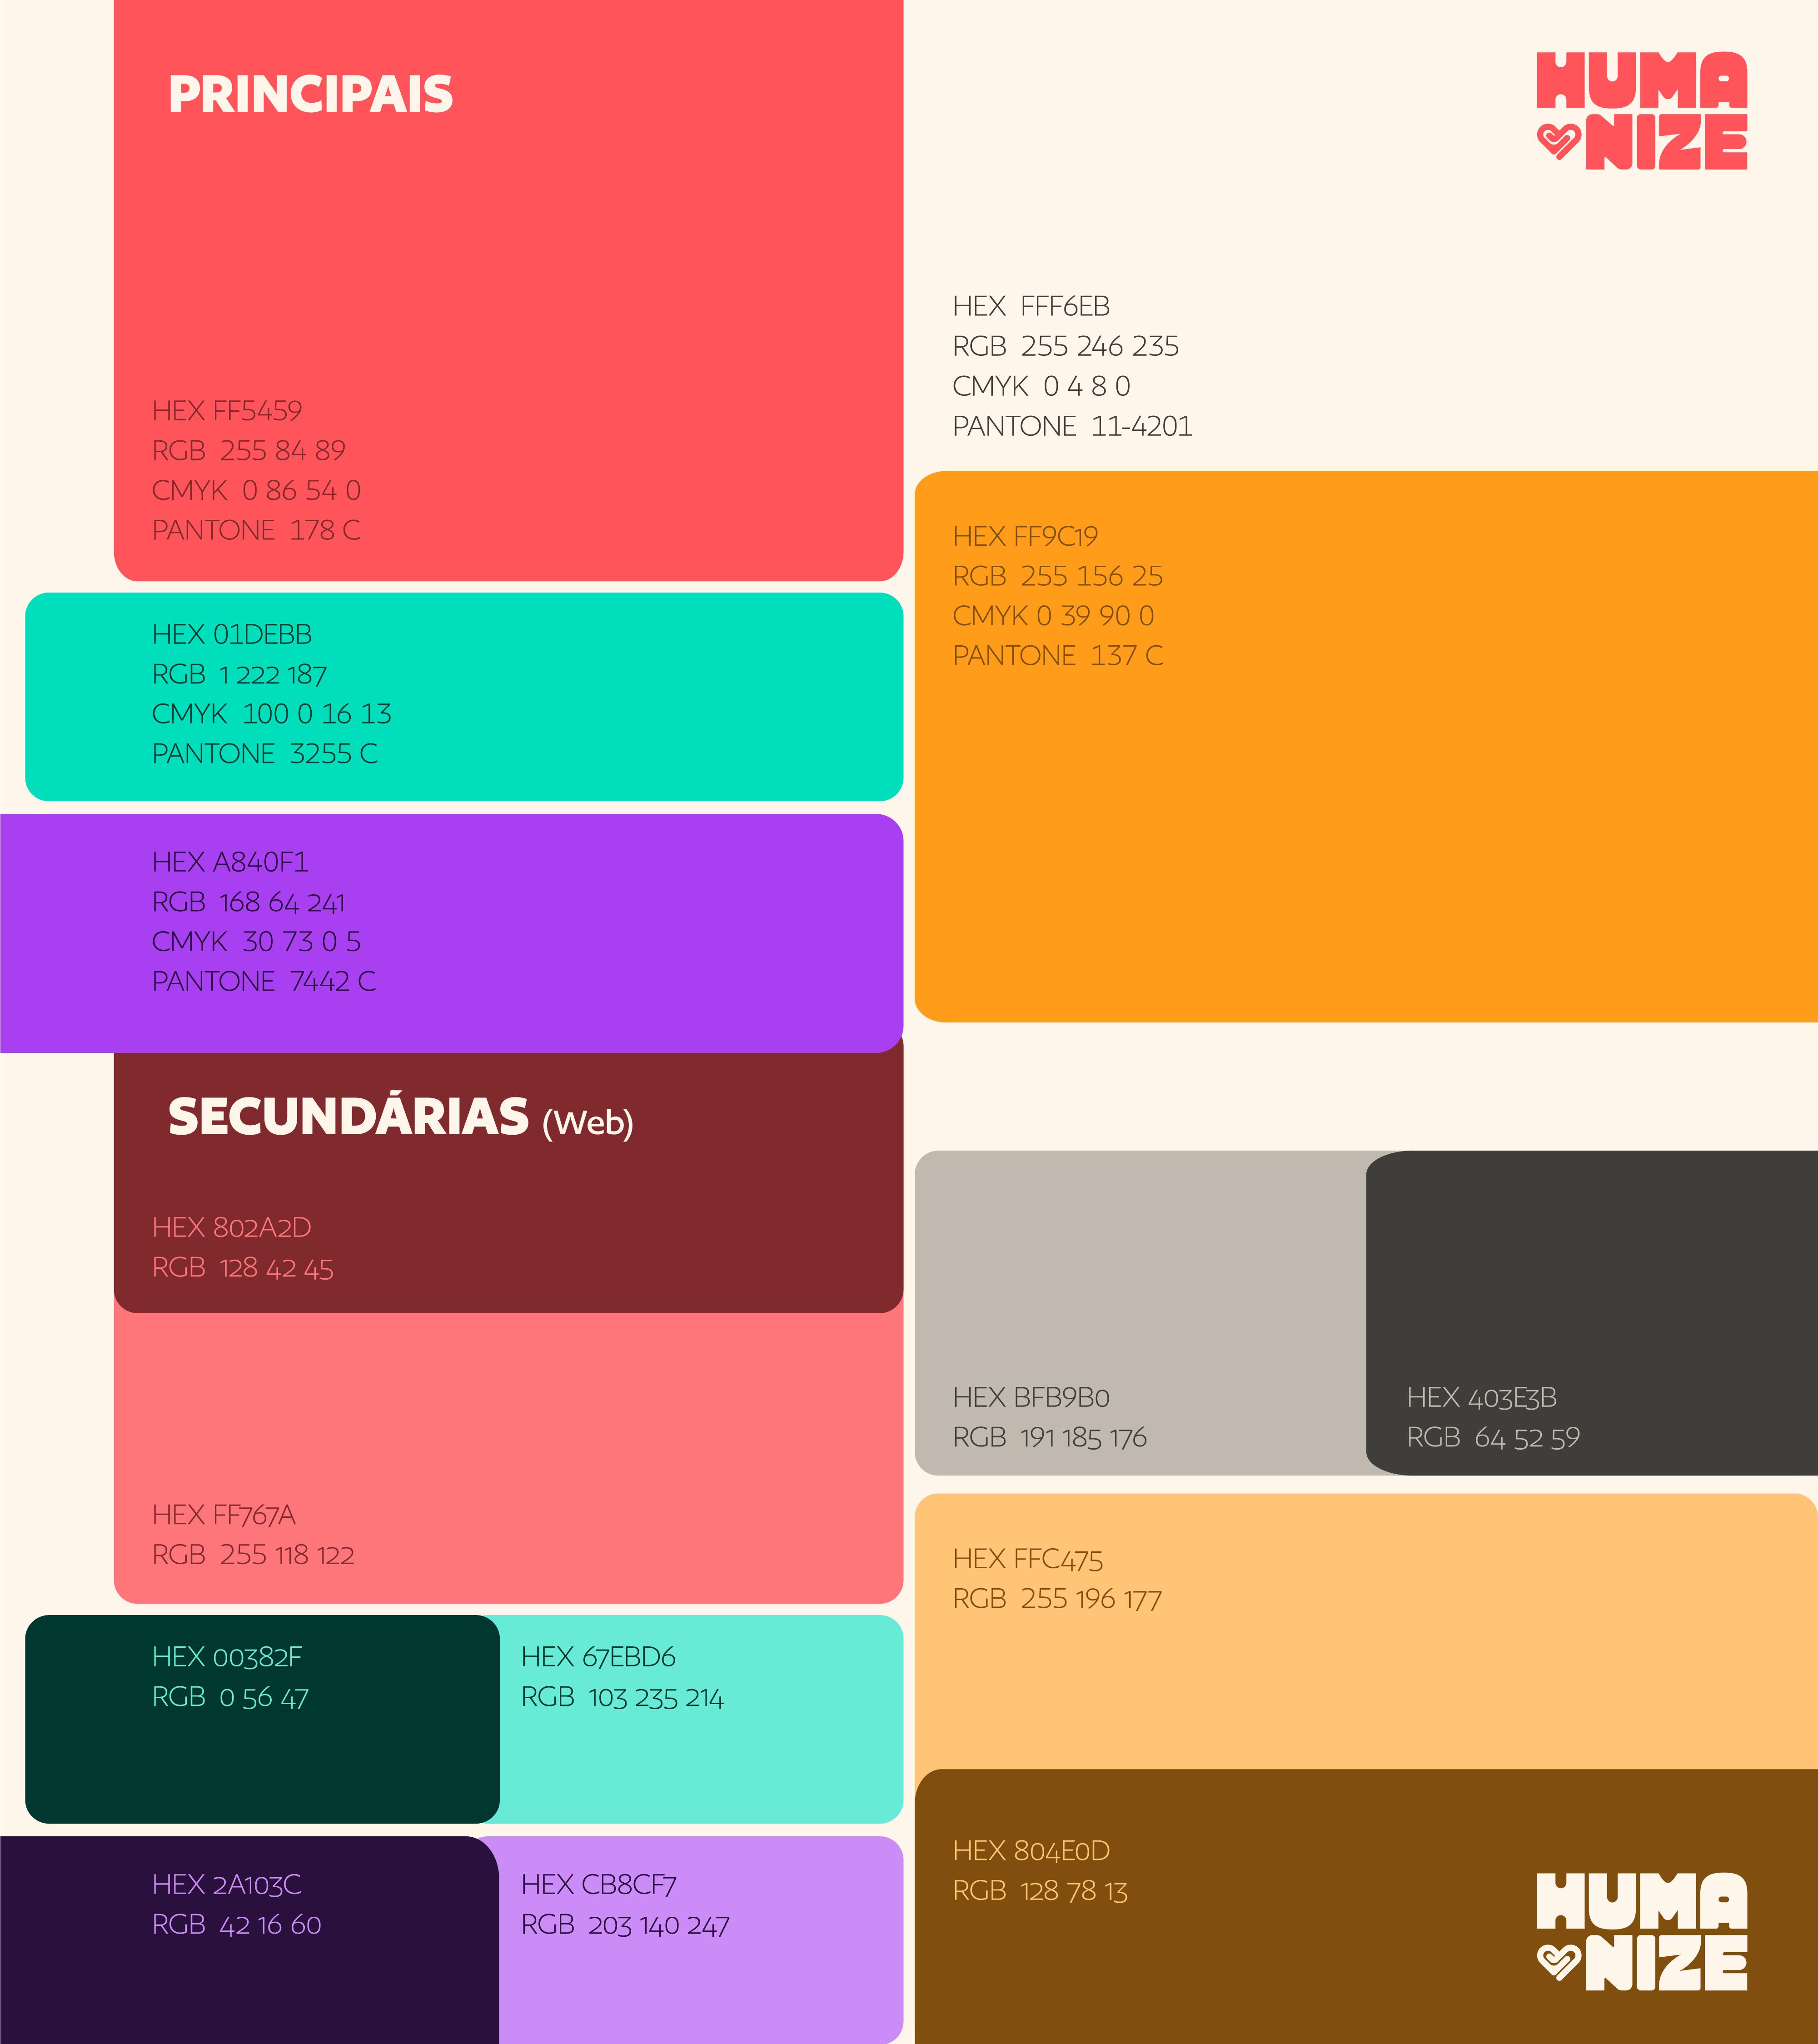 PRINCIPAIS
HUMA
NIZE
HEX FFF6EB
RGB 255 246 235
CMYK 0 4 8 0
PANTONE 11-4201
HEX FF5459
RGB 255 84 89
CMYK 0 86 54 0
PANTONE 178 C
HEX FF9C19
RGB 255 156 25
CMYK 0 39 90 0
PANTONE 137 C
HEX 01DEBB
RGB 1 222 187
CMYK 100 0 16 13
PANTONE 3255 C
HEX A840F1
RGB 168 64 241
CMYK 30 73 0 5
PANTONE 7442 C
SECUNDÁRIAS (Web)
HEX 802A2D
RGB 128 42 45
HEX BFB9B0
RGB 191 185 176
HEX 403E3B
RGB 64 52 59
HEX FF767A
RGB 255 118 122
HEX FFC475
RGB 255 196 177
HEX 00382F
RGB 0 56 47
HEX 67EBD6
RGB 103 235 214
HEX 2A103C
RGB 42 16 60
HEX CB8CF7
RGB 203 140 247
HEX 804E0D
RGB 128 78 13
HUMA
NIZE